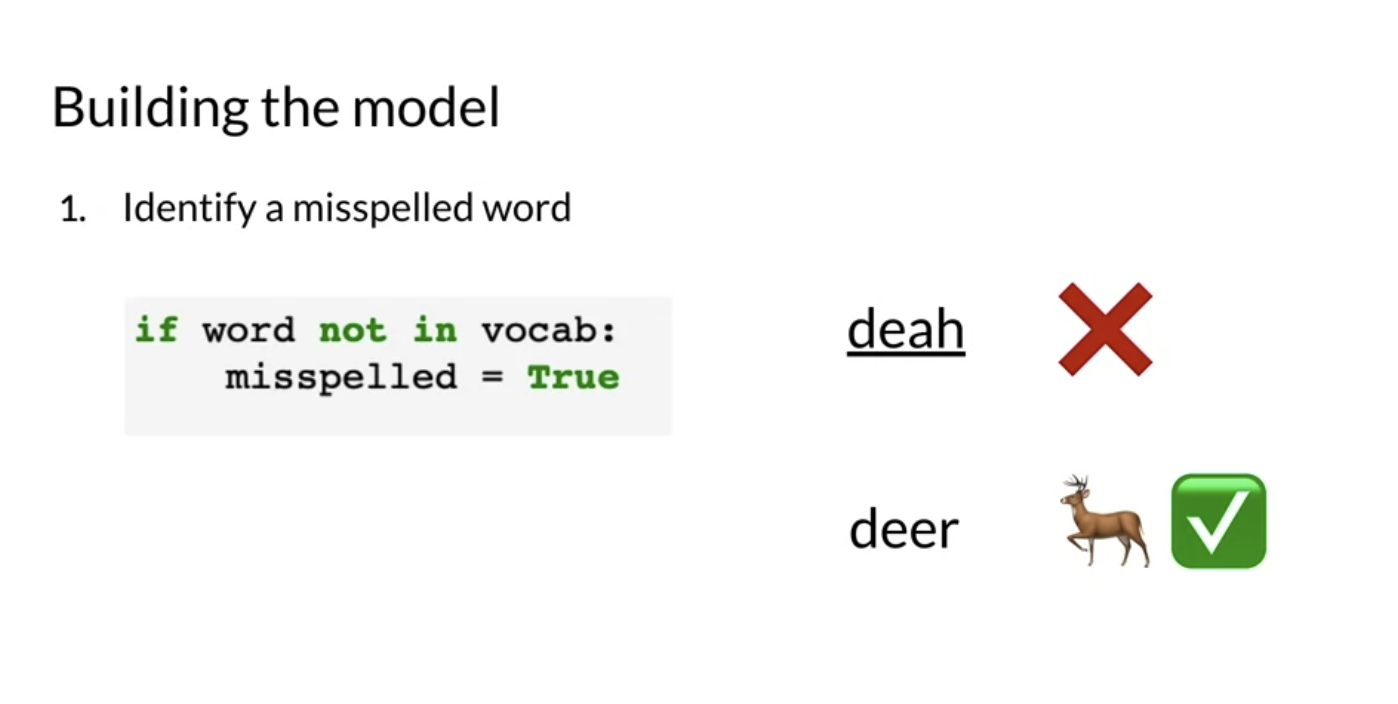 Building the model
1. Identify a misspelled word
if word not in vocab:
    misspelled = True
deah
deer